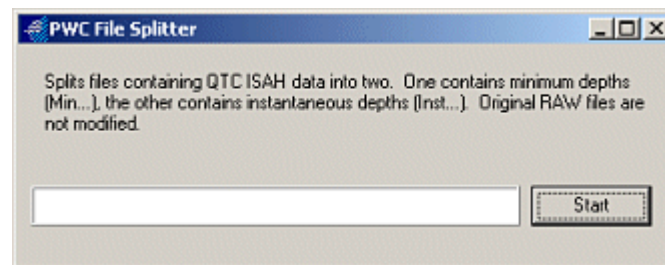 PWC File Splitter
Splits files containing QTC ISAH data into two. One contains minimum depths
(Min...), the other contains instantaneous depths (Inst...). Original RAW files are
not modified.
Start